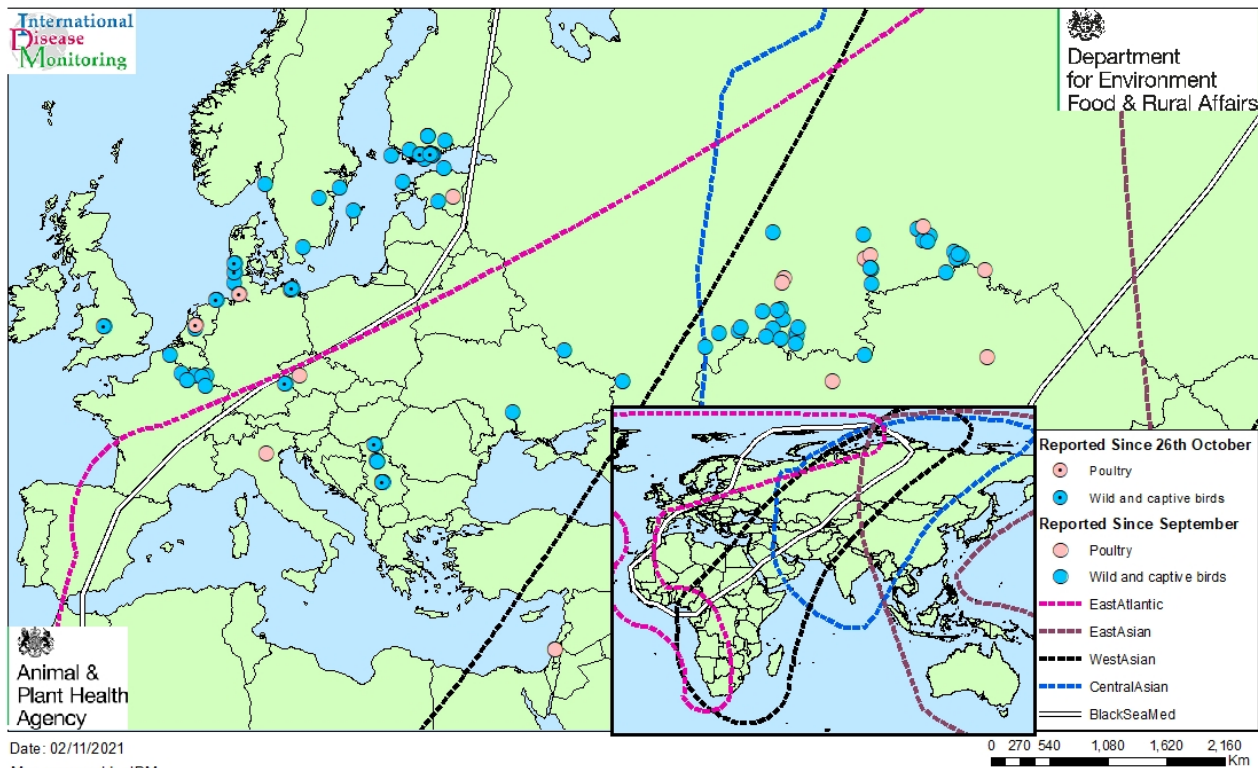 International
Disease
Monitoring
Department
for Environment
Food & Rural Affairs
Reported Since 26th October
Poultry
Wild and captive birds
Reported Since September
Poultry
Wild and captive birds
EastAtlantic
EastAsian
WestAsian
CentralAsian
BlackSeaMed
Animal &
Plant Health
Agency
Date: 02/11/2021
0 270 540 1,080 1,620 2,160
Km